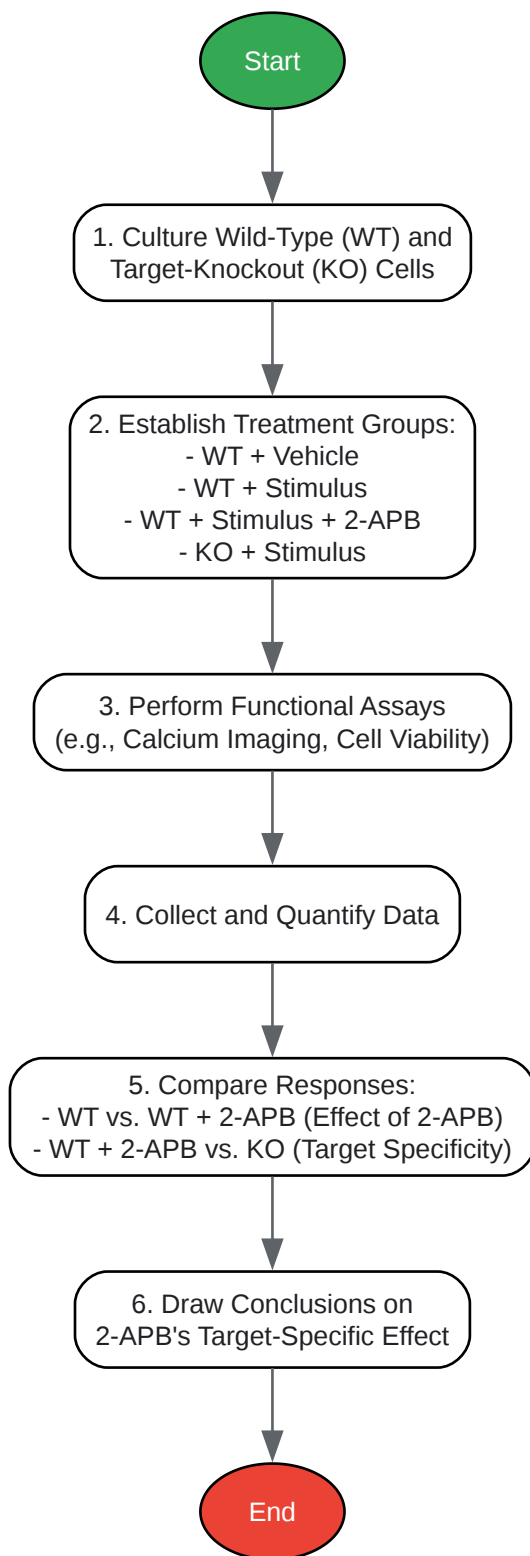 Start
1. Culture Wild-Type (WT) and
Target-Knockout (KO) Cells
2. Establish Treatment Groups:
- WT + Vehicle
- WT + Stimulus
- WT + Stimulus + 2-APB
- KO + Stimulus
3. Perform Functional Assays
(e.g., Calcium Imaging, Cell Viability)
4. Collect and Quantify Data
5. Compare Responses:
- WT vs. WT + 2-APB (Effect of 2-APB)
- WT + 2-APB vs. KO (Target Specificity)
6. Draw Conclusions on
2-APB's Target-Specific Effect
End